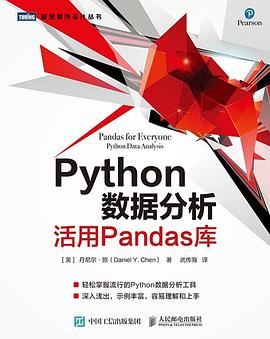 TURING
图灵程序设计丛书
Pearson
Pandas for Everyone
Python Data Analysis
Python
数据分析
活用Pandas库
[美] 丹尼尔·陈(Daniel Y. Chen) 著 武传海 译
轻松掌握流行的Python数据分析工具
深入浅出,示例丰富,容易理解和上手
中国工信出版集团
人民邮电出版社
POSTS & TELECOM PRESS